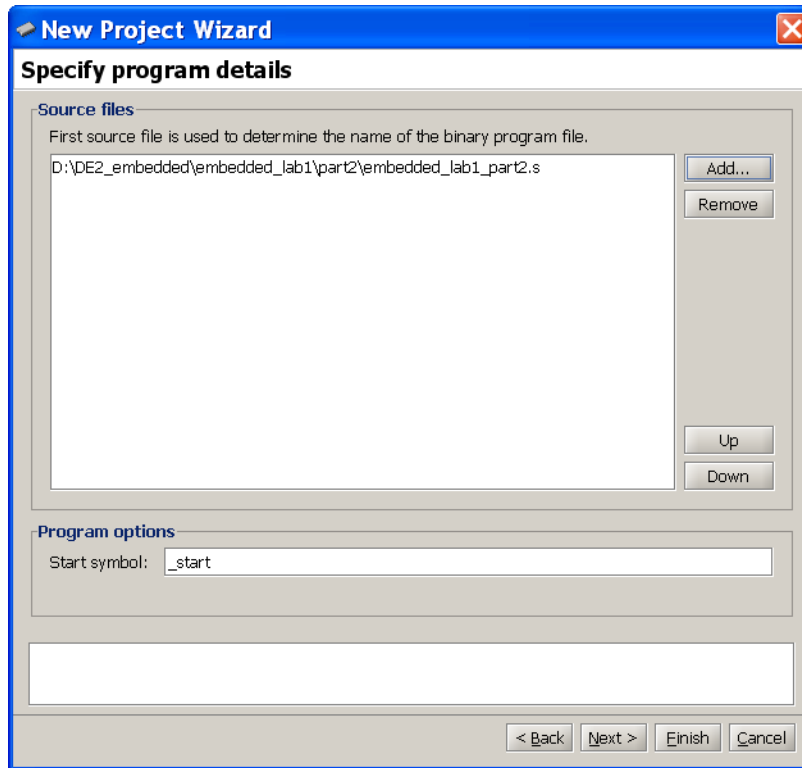 New Project Wizard
Specify program details
Source files
First source file is used to determine the name of the binary program file.
D:\DE2_embedded\embedded_lab1\part2\embedded_lab1_part2.s
Add...
Remove
Up
Down
Program options
Start symbol: _start
< Back Next > Finish Cancel